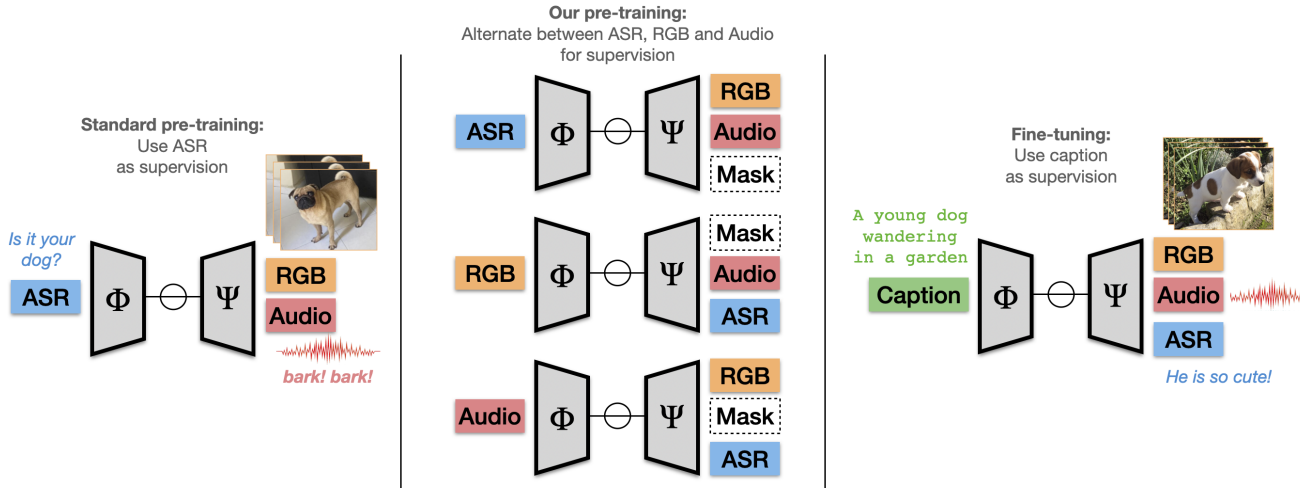 Standard pre-training:
Use ASR
as supervision
Is it your
dog?
ASR
Φ
Ψ
RGB
Audio
bark! bark!
Our pre-training:
Alternate between ASR, RGB and Audio
for supervision
ASR
Φ
Ψ
RGB
Audio
Mask
RGB
Φ
Ψ
Mask
Audio
ASR
Audio
Φ
Ψ
RGB
Mask
ASR
Fine-tuning:
Use caption
as supervision
A young dog
wandering
in a garden
Caption
Φ
Ψ
RGB
Audio
ASR
He is so cute!